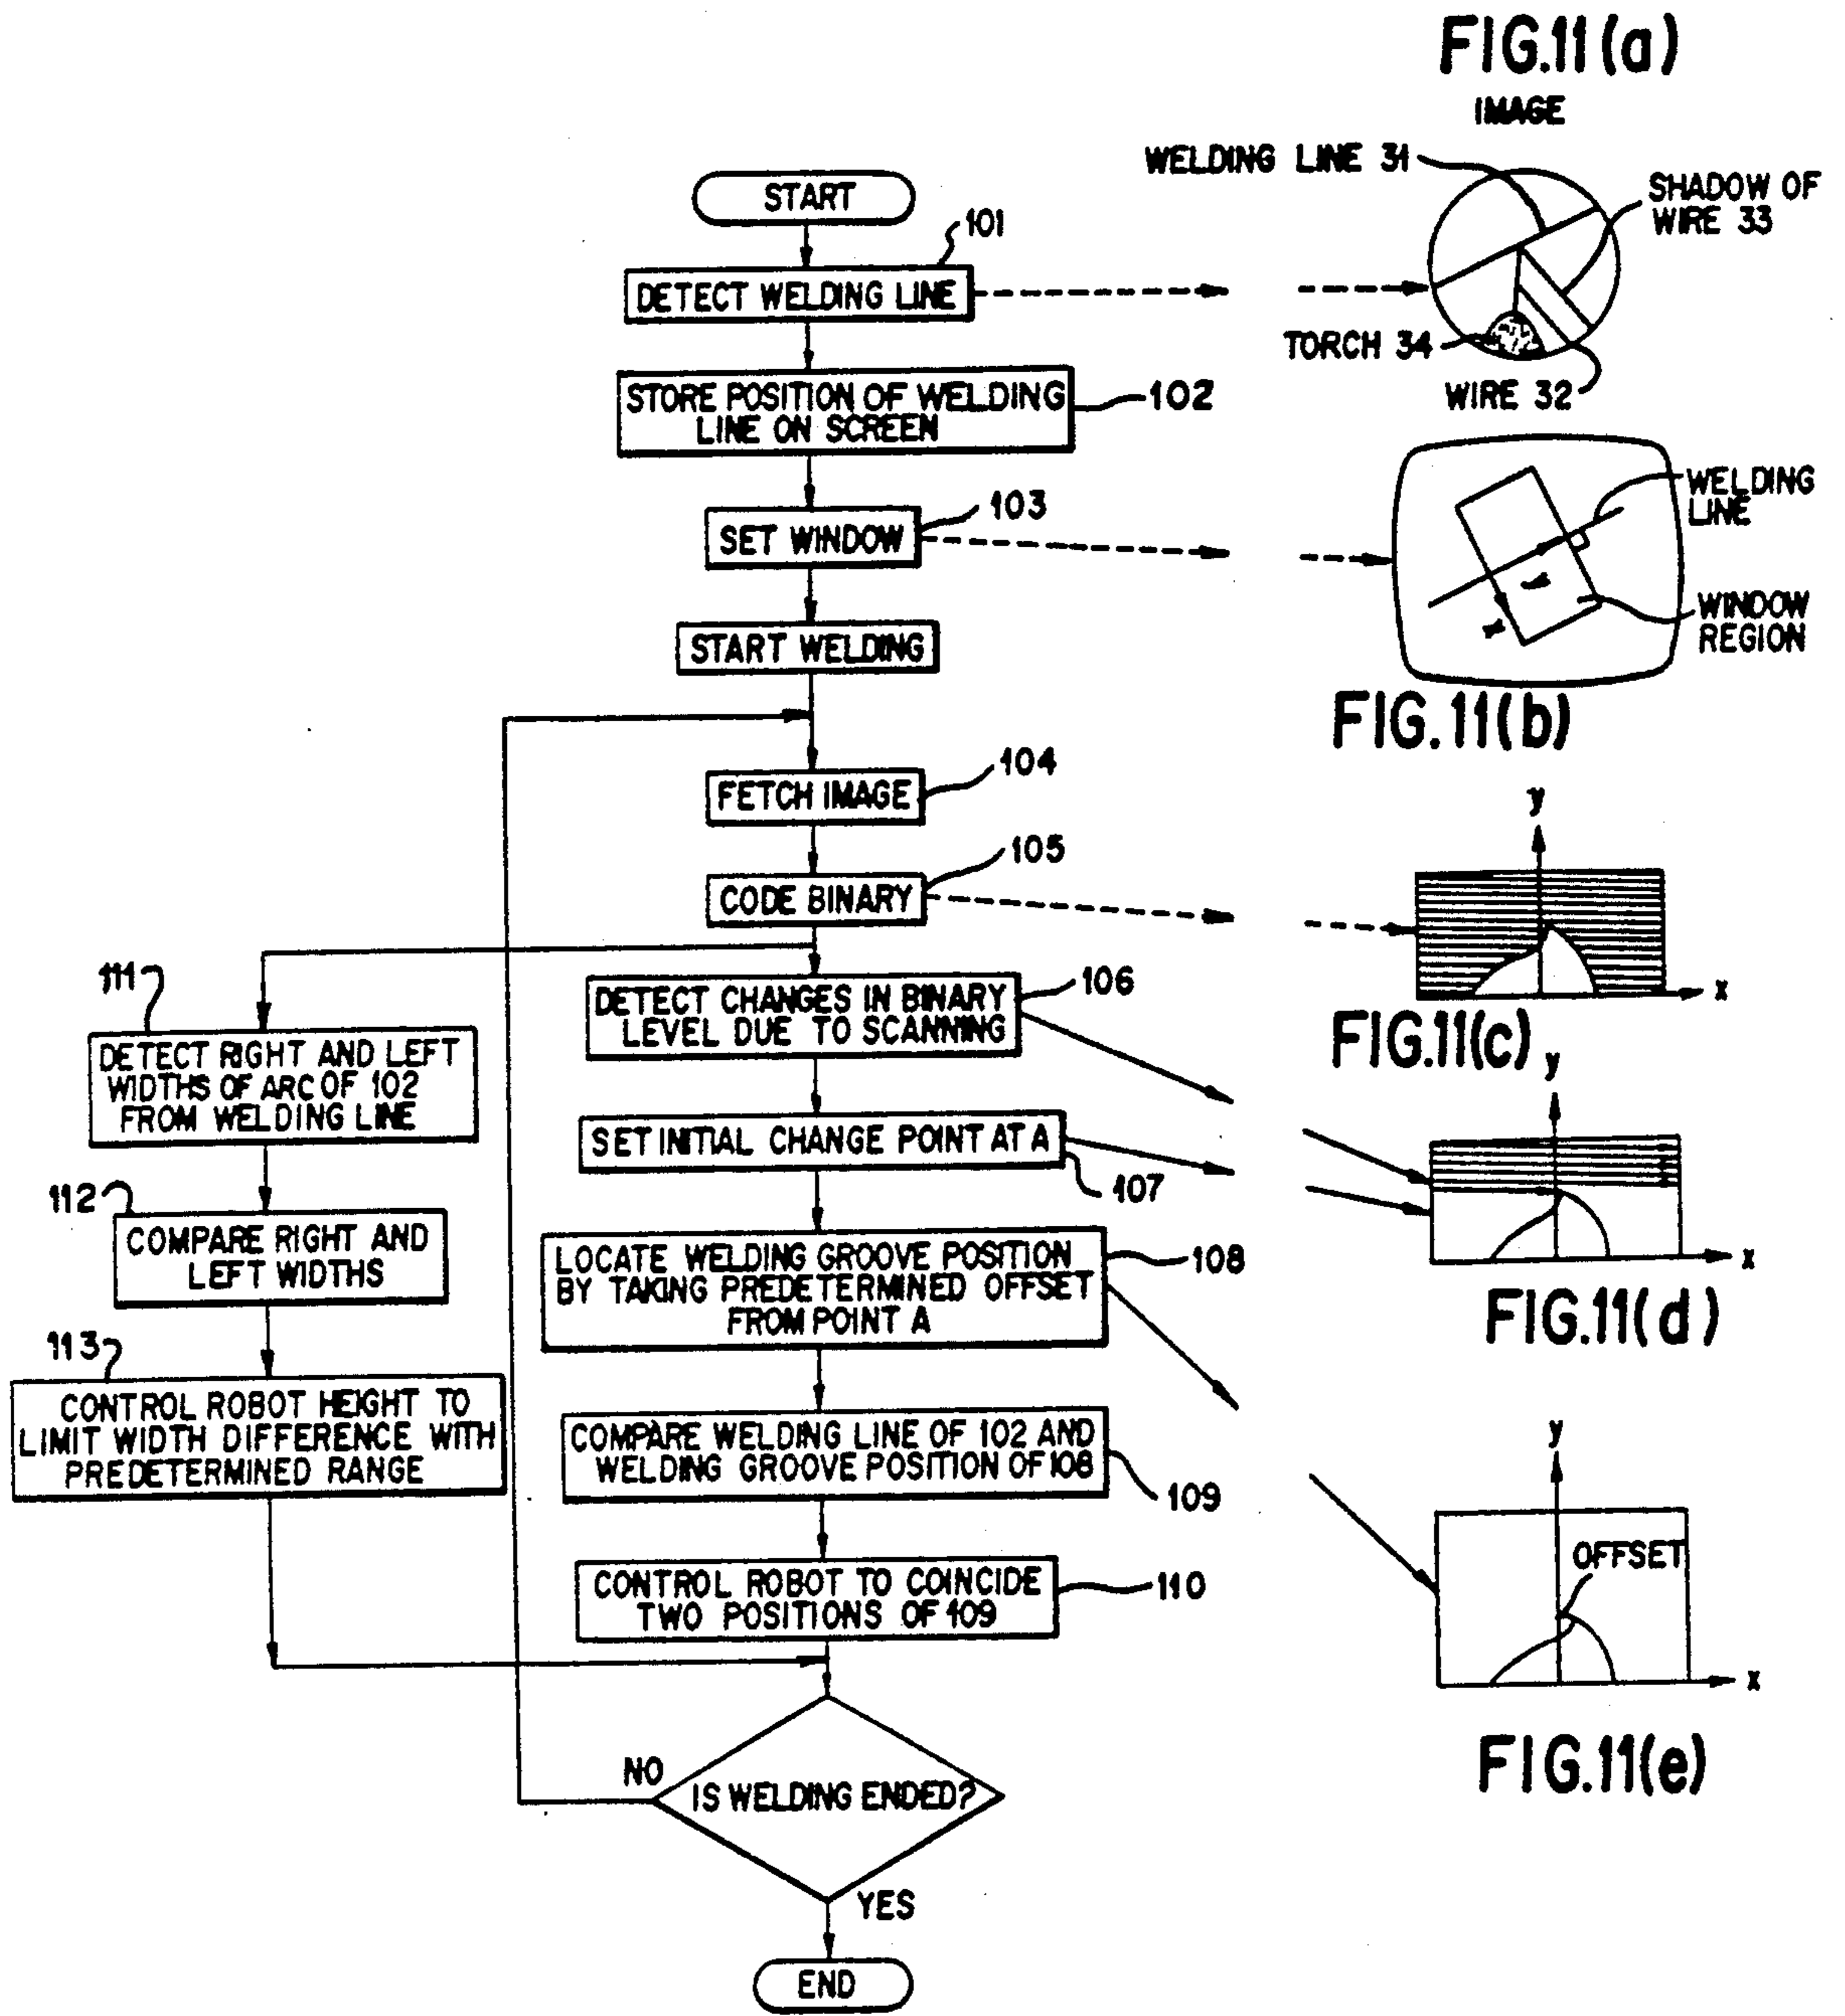 FIG.11(a)
IMAGE
WELDING LINE 31
SHADOW OF
WIRE 33
TORCH 34
WIRE 32
START
101
DETECT WELDING LINE
STORE POSITION OF WELDING
LINE ON SCREEN
102
103
SET WINDOW
WELDING
LINE
y
x
WINDOW
REGION
FIG.11(b)
START WELDING
104
FETCH IMAGE
105
CODE BINARY
y
x
FIG.11(c)
106
DETECT CHANGES IN BINARY
LEVEL DUE TO SCANNING
111
DETECT RIGHT AND LEFT
WIDTHS OF ARC OF 102
FROM WELDING LINE
SET INITIAL CHANGE POINT AT A
107
y
x
FIG.11(d)
112
COMPARE RIGHT AND
LEFT WIDTHS
LOCATE WELDING GROOVE POSITION
BY TAKING PREDETERMINED OFFSET
FROM POINT A
108
113
CONTROL ROBOT HEIGHT TO
LIMIT WIDTH DIFFERENCE WITH
PREDETERMINED RANGE
COMPARE WELDING LINE OF 102 AND
WELDING GROOVE POSITION OF 108
109
y
OFFSET
x
FIG.11(e)
CONTROL ROBOT TO COINCIDE
TWO POSITIONS OF 109
110
NO
IS WELDING ENDED?
YES
END